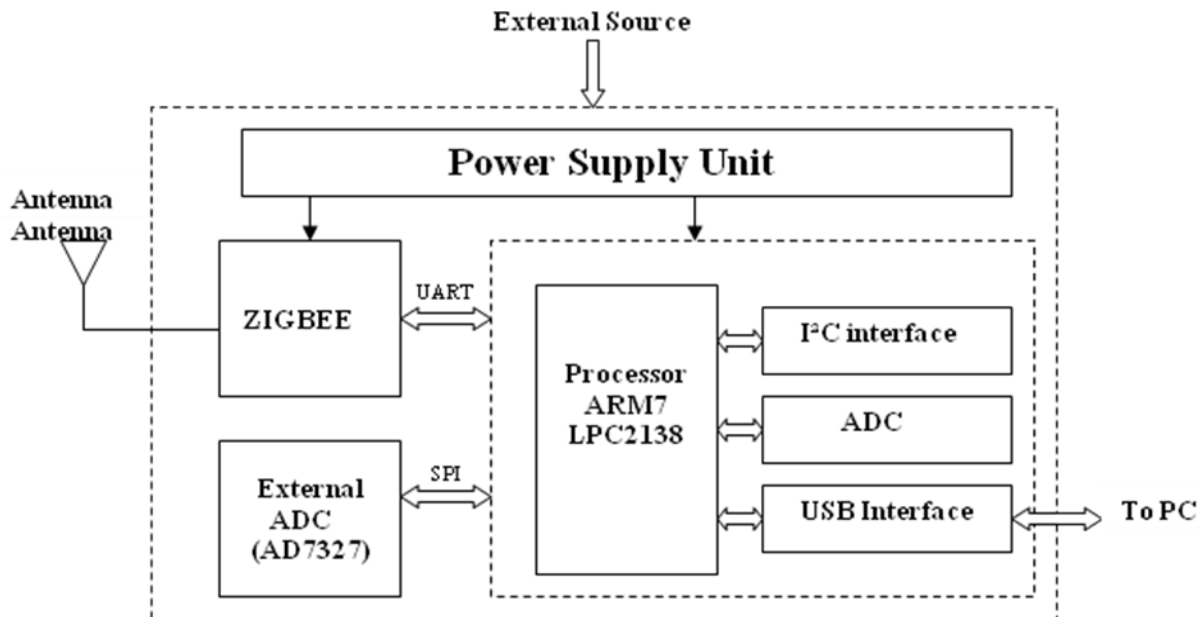 External Source
Power Supply Unit
Antenna
Antenna
ZIGBEE
UART
Processor
ARM7
LPC2138
I²C interface
ADC
USB Interface
To PC
External
ADC
(AD7327)
SPI